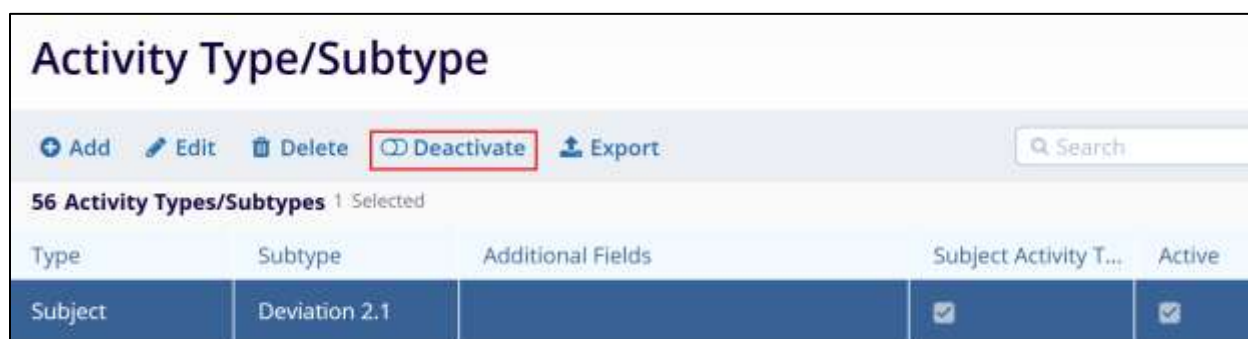 Activity Type/Subtype
Add Edit Delete Deactivate Export Search
56 Activity Types/Subtypes 1 Selected
Type Subtype Additional Fields Subject Activity T... Active
Subject Deviation 2.1